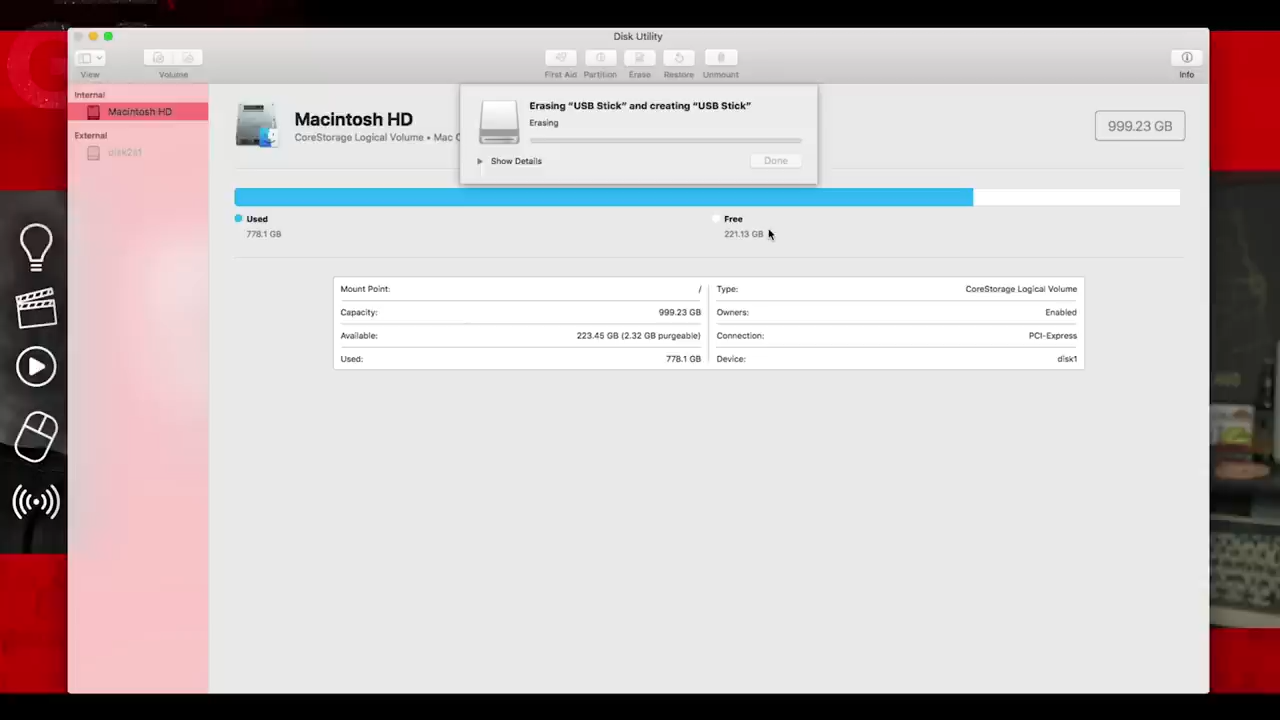 Disk Utility
View
Volume
First Aid
Partition
Erase
Restore
Unmount
Info
Internal
Macintosh HD
External
disk2s1
Macintosh HD
CoreStorage Logical Volume • Mac O
999.23 GB
Erasing “USB Stick” and creating “USB Stick”
Erasing
Show Details
Done
Used
778.1 GB
Free
221.13 GB
Mount Point: /
Capacity: 999.23 GB
Available: 223.45 GB (2.32 GB purgeable)
Used: 778.1 GB
Type: CoreStorage Logical Volume
Owners: Enabled
Connection: PCI-Express
Device: disk1